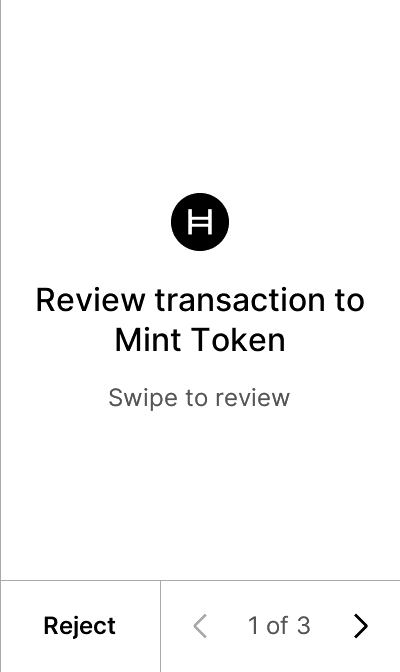 Review transaction to
Mint Token
Swipe to review
Reject
1 of 3